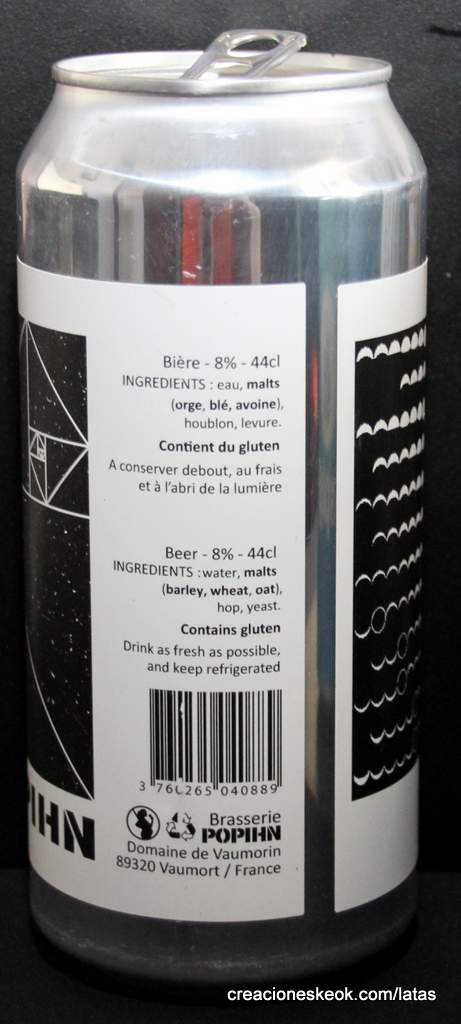 Bière - 8% - 44cl
INGREDIENTS : eau, malts
(orge, blé, avoine),
houblon, levure.
Contient du gluten
A conserver debout, au frais
et à l'abri de la lumière
Beer - 8% - 44cl
INGREDIENTS : water, malts
(barley, wheat, oat),
hop, yeast.
Contains gluten
Drink as fresh as possible,
and keep refrigerated
3 760265 040889
Brasserie
POPIHN
Domaine de Vaumorin
89320 Vaumort / France
PIHN
creacioneskeok.com/latas